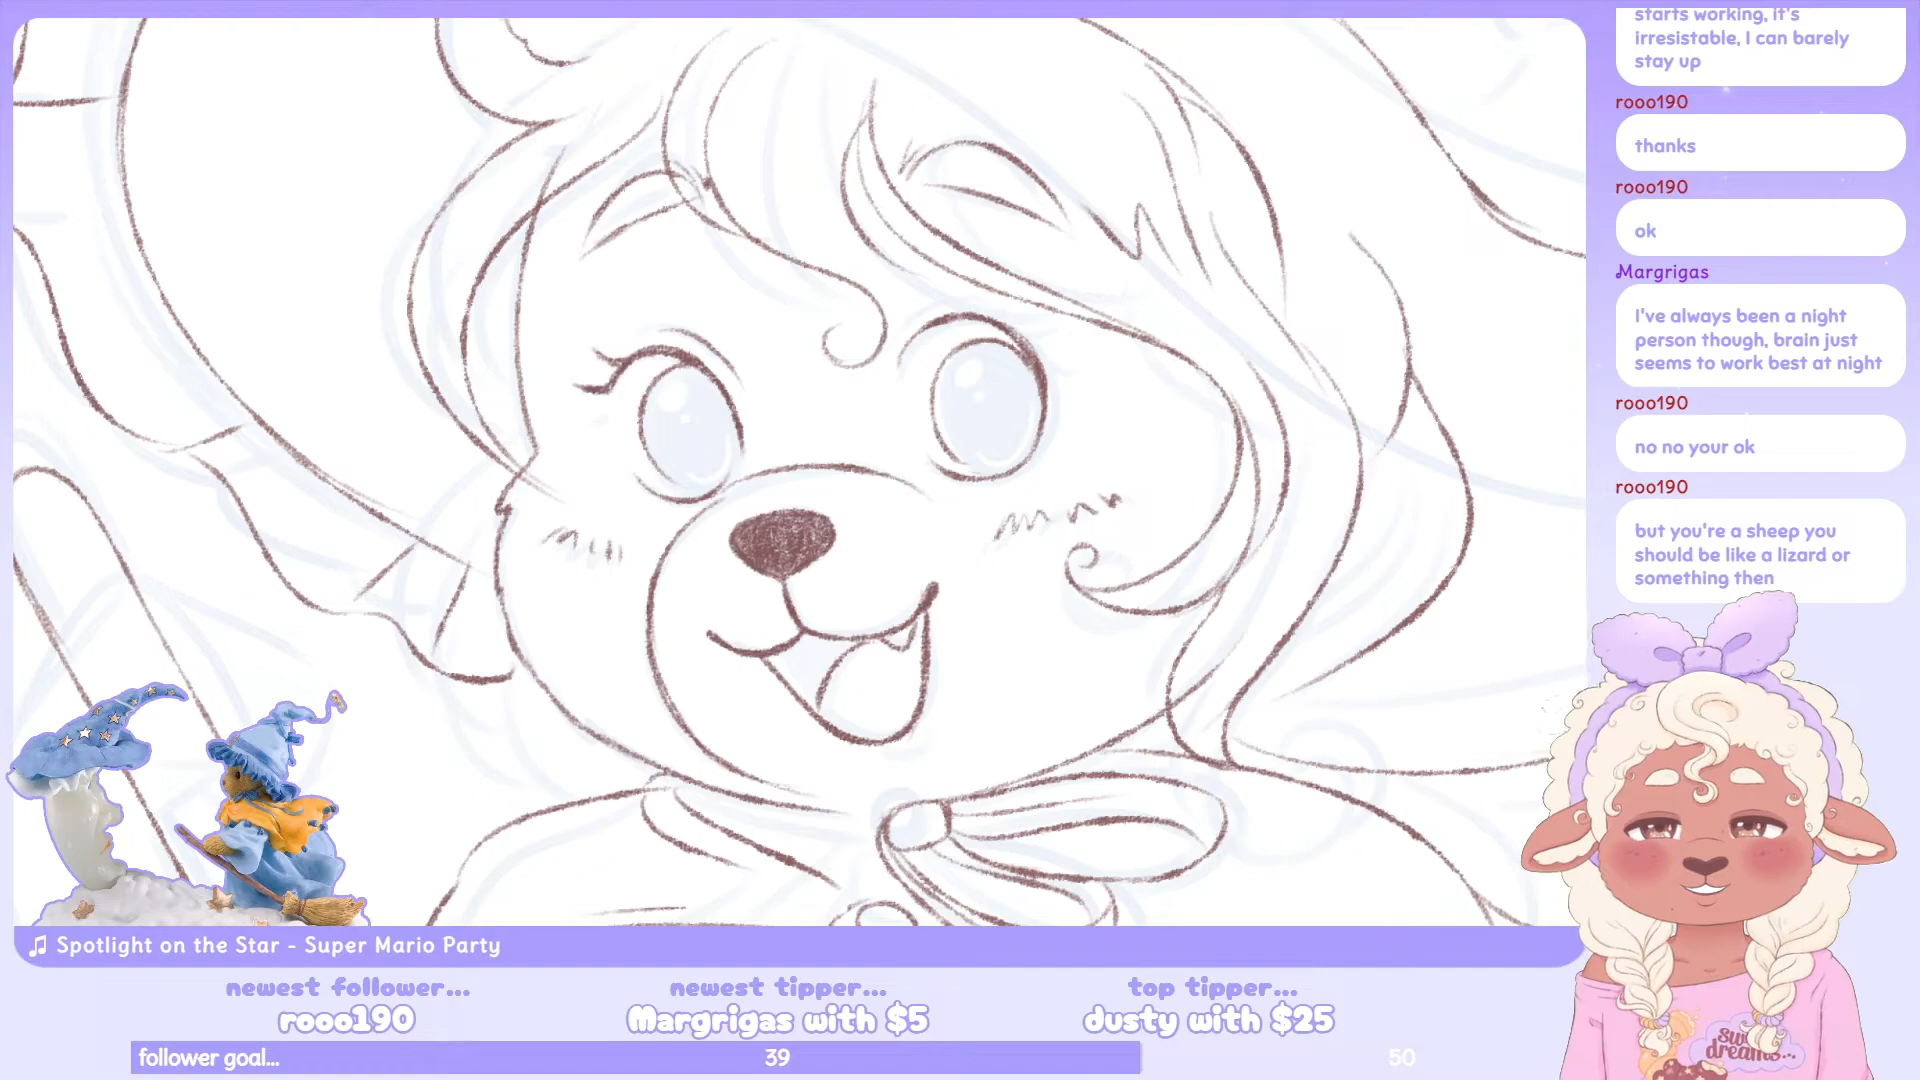 starts working, it's
irresistable, I can barely
stay up
rooo190
thanks
rooo190
ok
Margrigas
I've always been a night
person though, brain just
seems to work best at night
rooo190
no no your ok
rooo190
but you're a sheep you
should be like a lizard or
something then
♫ Spotlight on the Star - Super Mario Party
newest follower...
rooo190
newest tipper...
Margrigas with $5
top tipper...
dusty with $25
follower goal...
39
50
dreams...